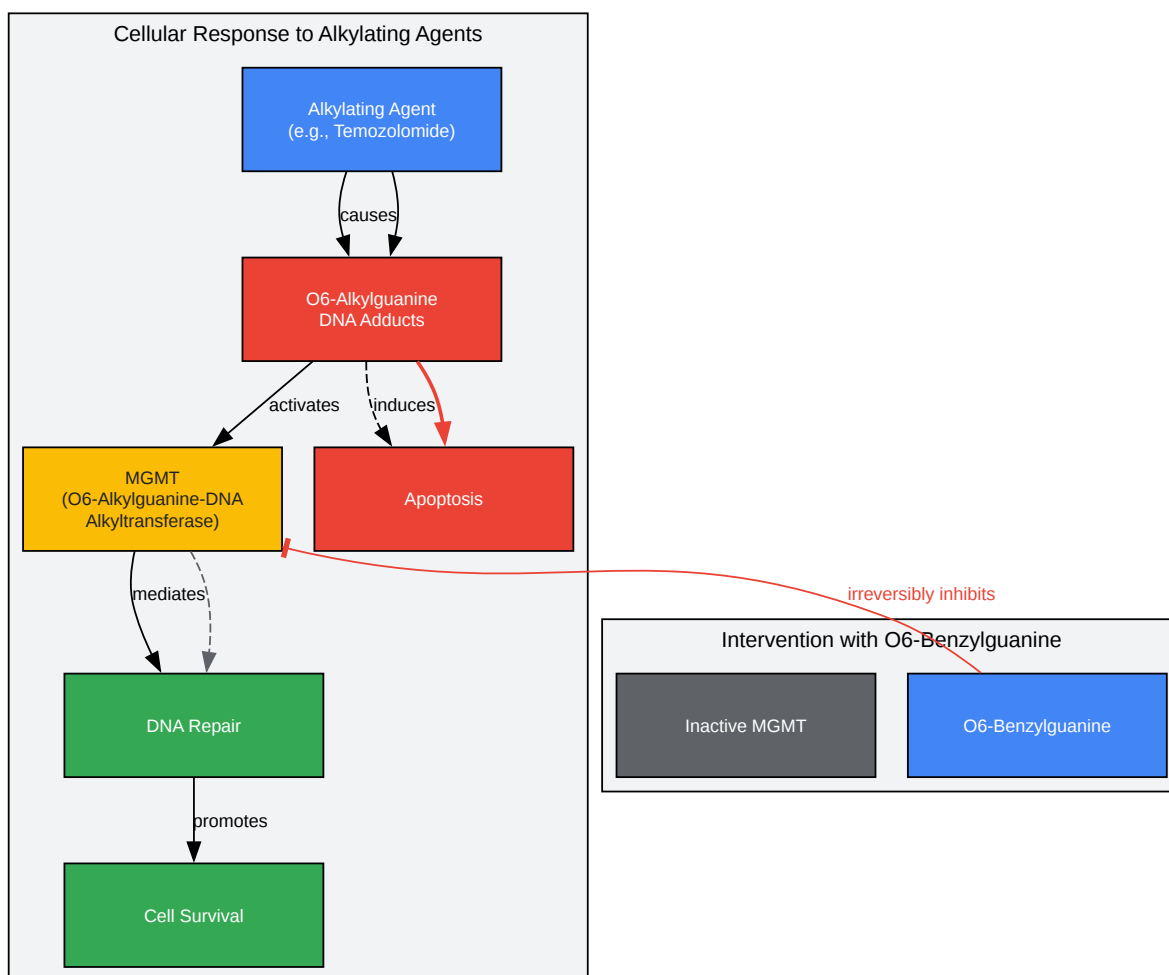 Cellular Response to Alkylating Agents
Alkylating Agent
(e.g., Temozolomide)
causes
O6-Alkylguanine
DNA Adducts
activates
induces
MGMT
(O6-Alkylguanine-DNA
Alkyltransferase)
Apoptosis
mediates
irreversibly inhibits
Intervention with O6-Benzylguanine
DNA Repair
Inactive MGMT
O6-Benzylguanine
promotes
Cell Survival